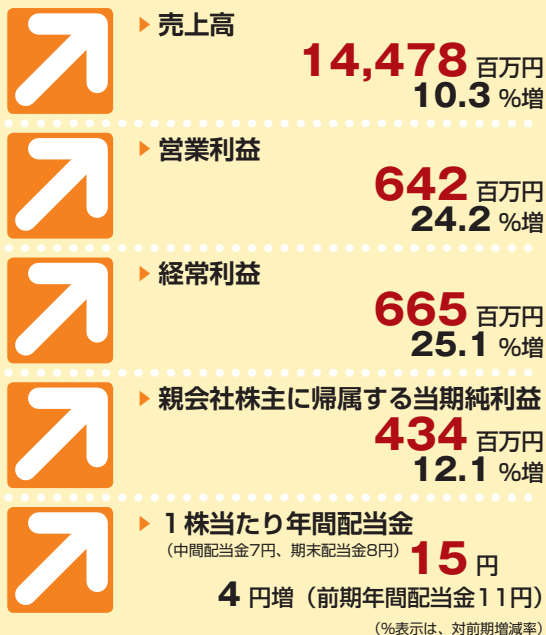 売上高
14,478 百万円
10.3 %増
営業利益
642 百万円
24.2 %増
経常利益
665 百万円
25.1 %増
親会社株主に帰属する当期純利益
434 百万円
12.1 %増
1株当たり年間配当金
（中間配当金7円、期末配当金8円） 15 円
4 円増（前期年間配当金11円）
（%表示は、対前期増減率）